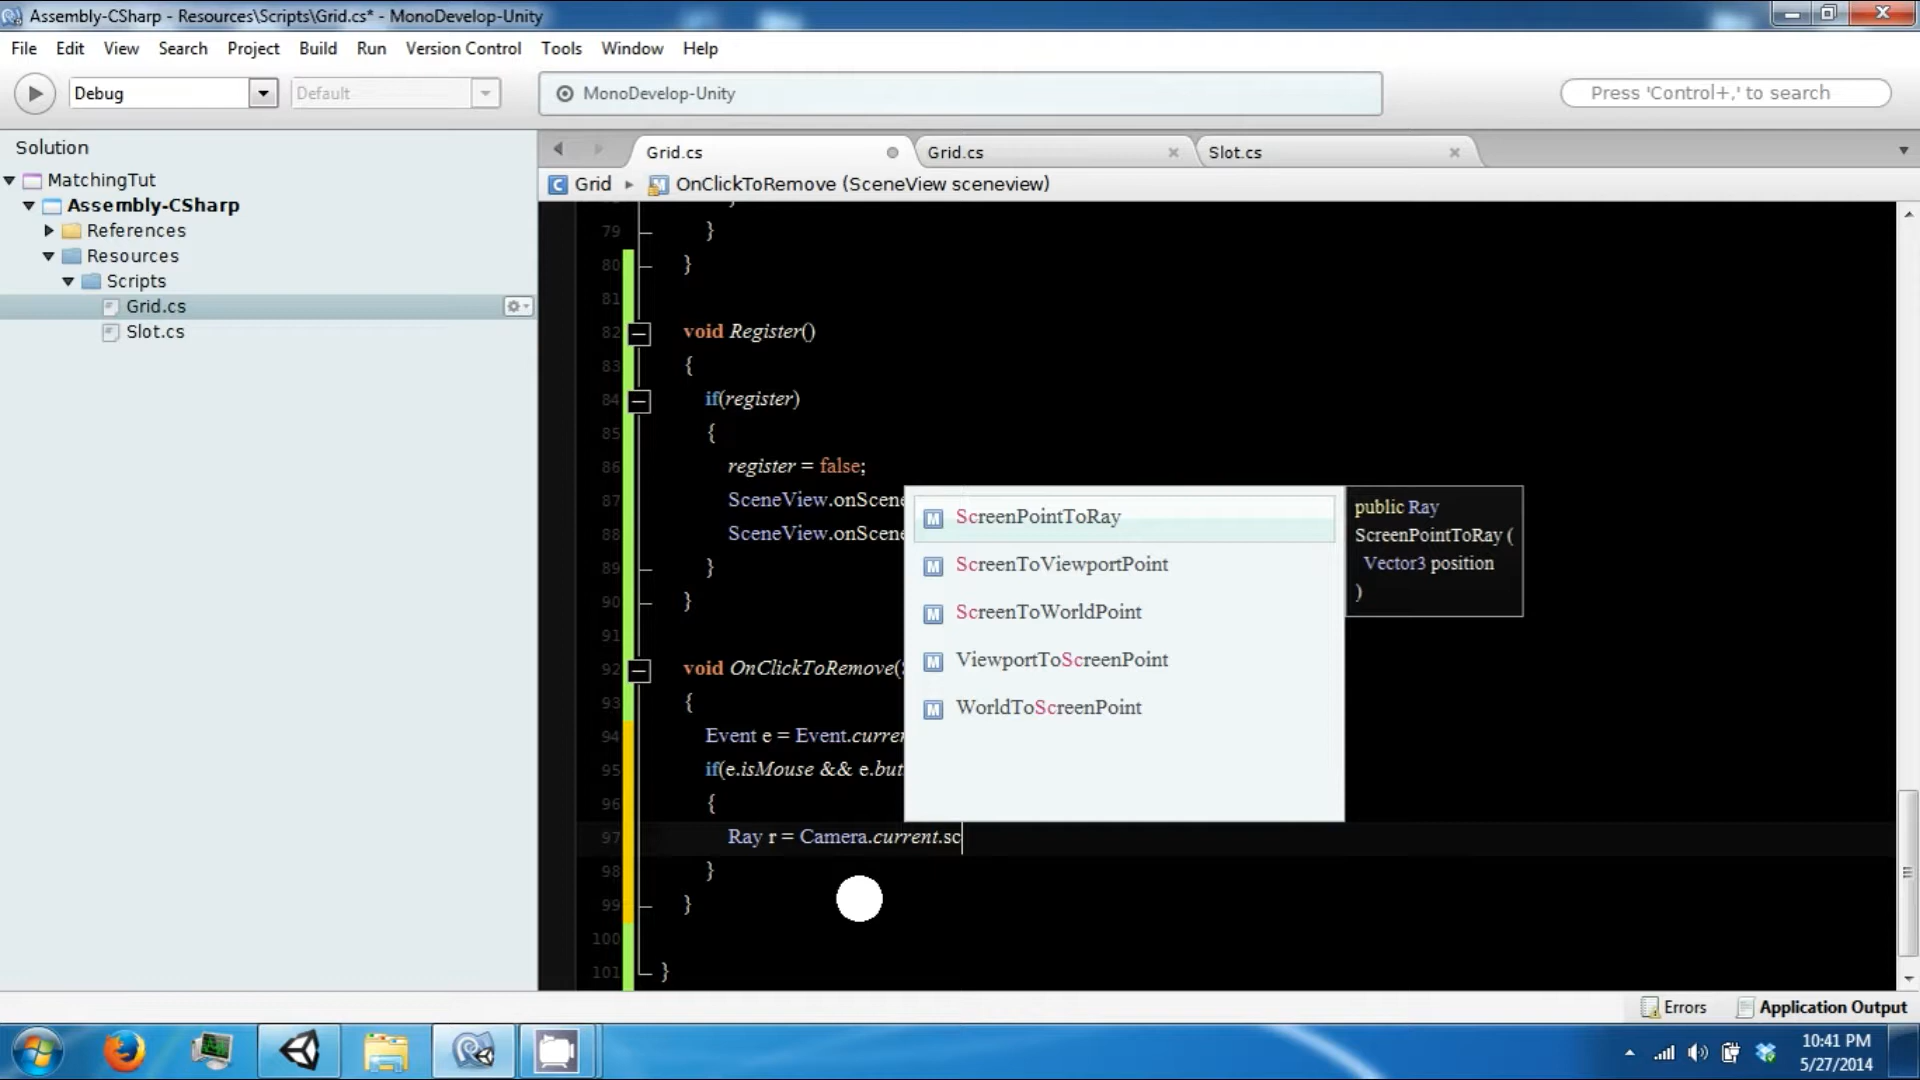 Assembly-CSharp - Resources\Scripts\Grid.cs* - MonoDevelop-Unity
File Edit View Search Project Build Run Version Control Tools Window Help
Debug Default MonoDevelop-Unity Press 'Control+,' to search
Solution
MatchingTut
Assembly-CSharp
References
Resources
Scripts
Grid.cs
Slot.cs
Grid.cs Grid.cs Slot.cs
Grid OnClickToRemove (SceneView sceneview)
79 }
80 }
81
82 void Register()
83 {
84 if(register)
85 {
86 register = false;
87 SceneView.onScene
88 SceneView.onScene
89 }
90 }
91
92 void OnClickToRemove(
93 {
94 Event e = Event.curre
95 if(e.isMouse && e.but
96 {
97 Ray r = Camera.current.sc
98 }
99 }
100
101 }
ScreenPointToRay
ScreenToViewportPoint
ScreenToWorldPoint
ViewportToScreenPoint
WorldToScreenPoint
public Ray
ScreenPointToRay (
Vector3 position
)
Errors Application Output
10:41 PM
5/27/2014